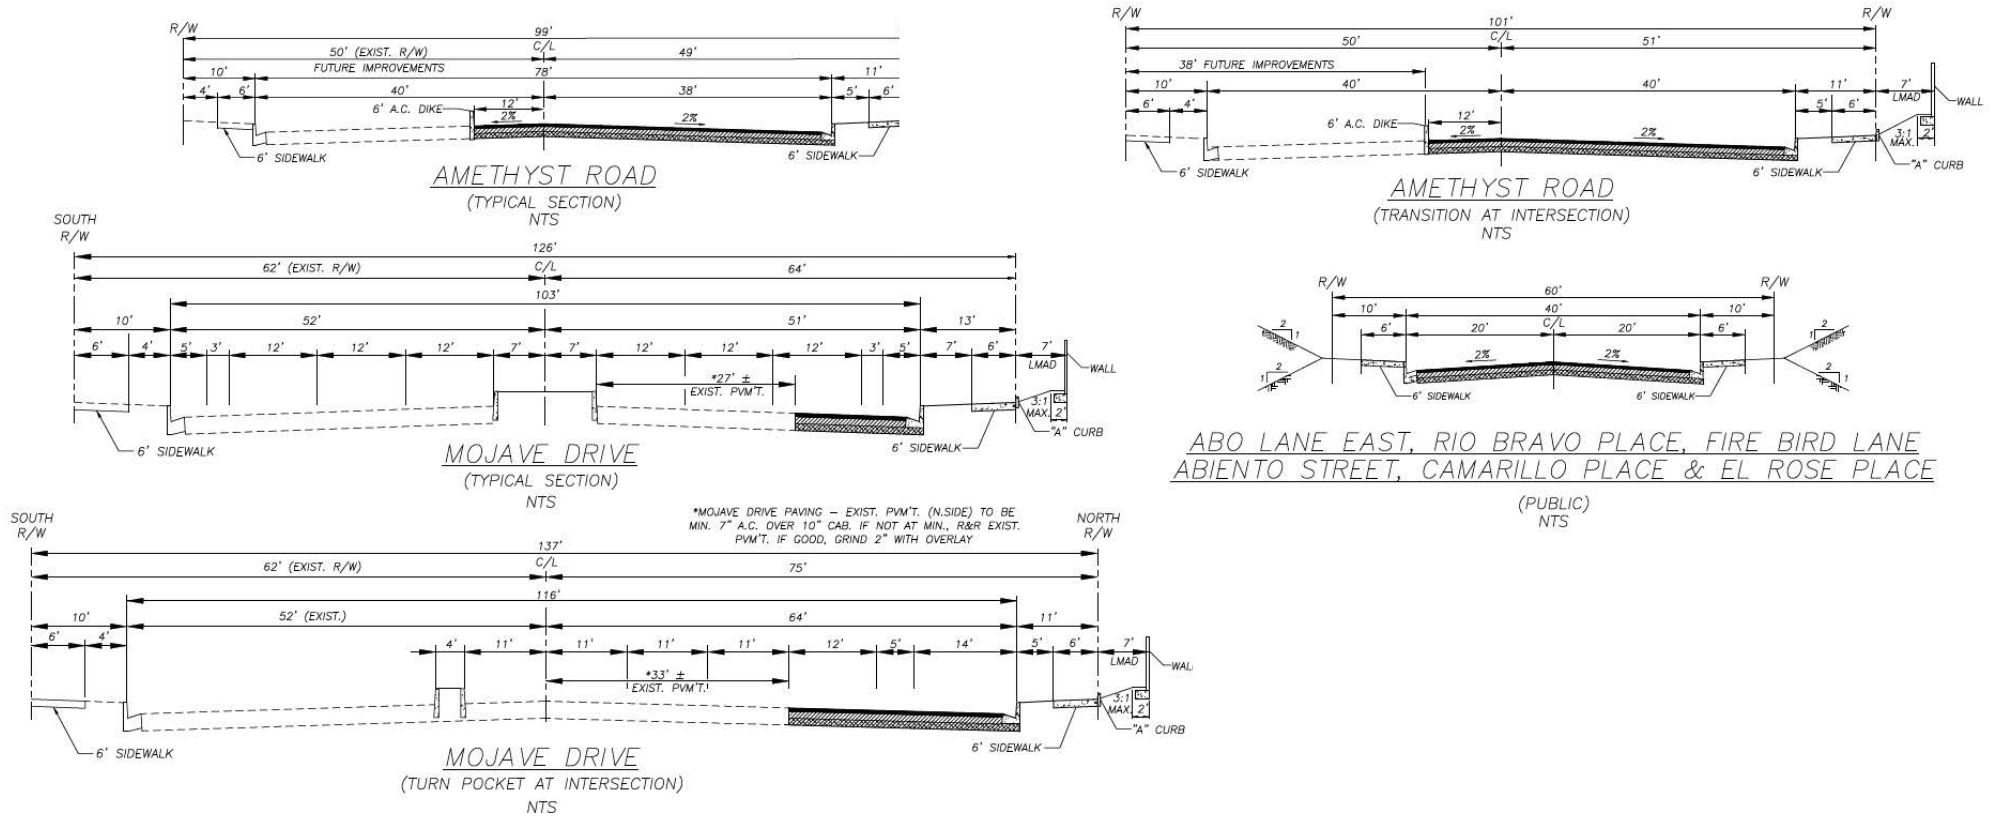 R/W
99'
50' (EXIST. R/W) C/L 49'
10' FUTURE IMPROVEMENTS 78' 11'
4' 6' 40' 38' 5' 6'
6' A.C. DIKE 12'
2% 2%
6' SIDEWALK 6' SIDEWALK
AMETHYST ROAD
(TYPICAL SECTION)
NTS
R/W R/W
101'
50' C/L 51'
38' FUTURE IMPROVEMENTS
10' 40' 40' 11' 7'
LMAD
WALL
6' 4' 5' 6'
6' A.C. DIKE 12'
2% 2%
3:1
MAX. 2'
6' SIDEWALK 6' SIDEWALK "A" CURB
AMETHYST ROAD
(TRANSITION AT INTERSECTION)
NTS
SOUTH
R/W
126'
62' (EXIST. R/W) C/L 64'
103'
10' 52' 51' 13'
6' 4' 5' 3' 12' 12' 12' 7' 7' 12' 12' 12' 3' 5' 7' 6' 7'
LMAD
WALL
*27' ±
EXIST. PVM'T.
3:1
MAX. 2'
"A" CURB
6' SIDEWALK 6' SIDEWALK
MOJAVE DRIVE
(TYPICAL SECTION)
NTS
R/W R/W
60'
10' 40' 10'
C/L
6' 20' 20' 6'
2 2
1 1
2% 2%
2 2
1 1
6' SIDEWALK 6' SIDEWALK
ABO LANE EAST, RIO BRAVO PLACE, FIRE BIRD LANE
ABIENTO STREET, CAMARILLO PLACE & EL ROSE PLACE
(PUBLIC)
NTS
*MOJAVE DRIVE PAVING – EXIST. PVM'T. (N.SIDE) TO BE
MIN. 7" A.C. OVER 10" CAB. IF NOT AT MIN., R&R EXIST.
PVM'T. IF GOOD, GRIND 2" WITH OVERLAY
SOUTH
R/W
NORTH
R/W
137'
62' (EXIST. R/W) C/L 75'
116'
10' 52' (EXIST.) 64' 11'
6' 4' 4' 11' 11' 11' 11' 12' 5' 14' 5' 6' 7'
LMAD
WAL
*33' ±
EXIST. PVM'T.
3:1
MAX. 2'
"A" CURB
6' SIDEWALK 6' SIDEWALK
MOJAVE DRIVE
(TURN POCKET AT INTERSECTION)
NTS